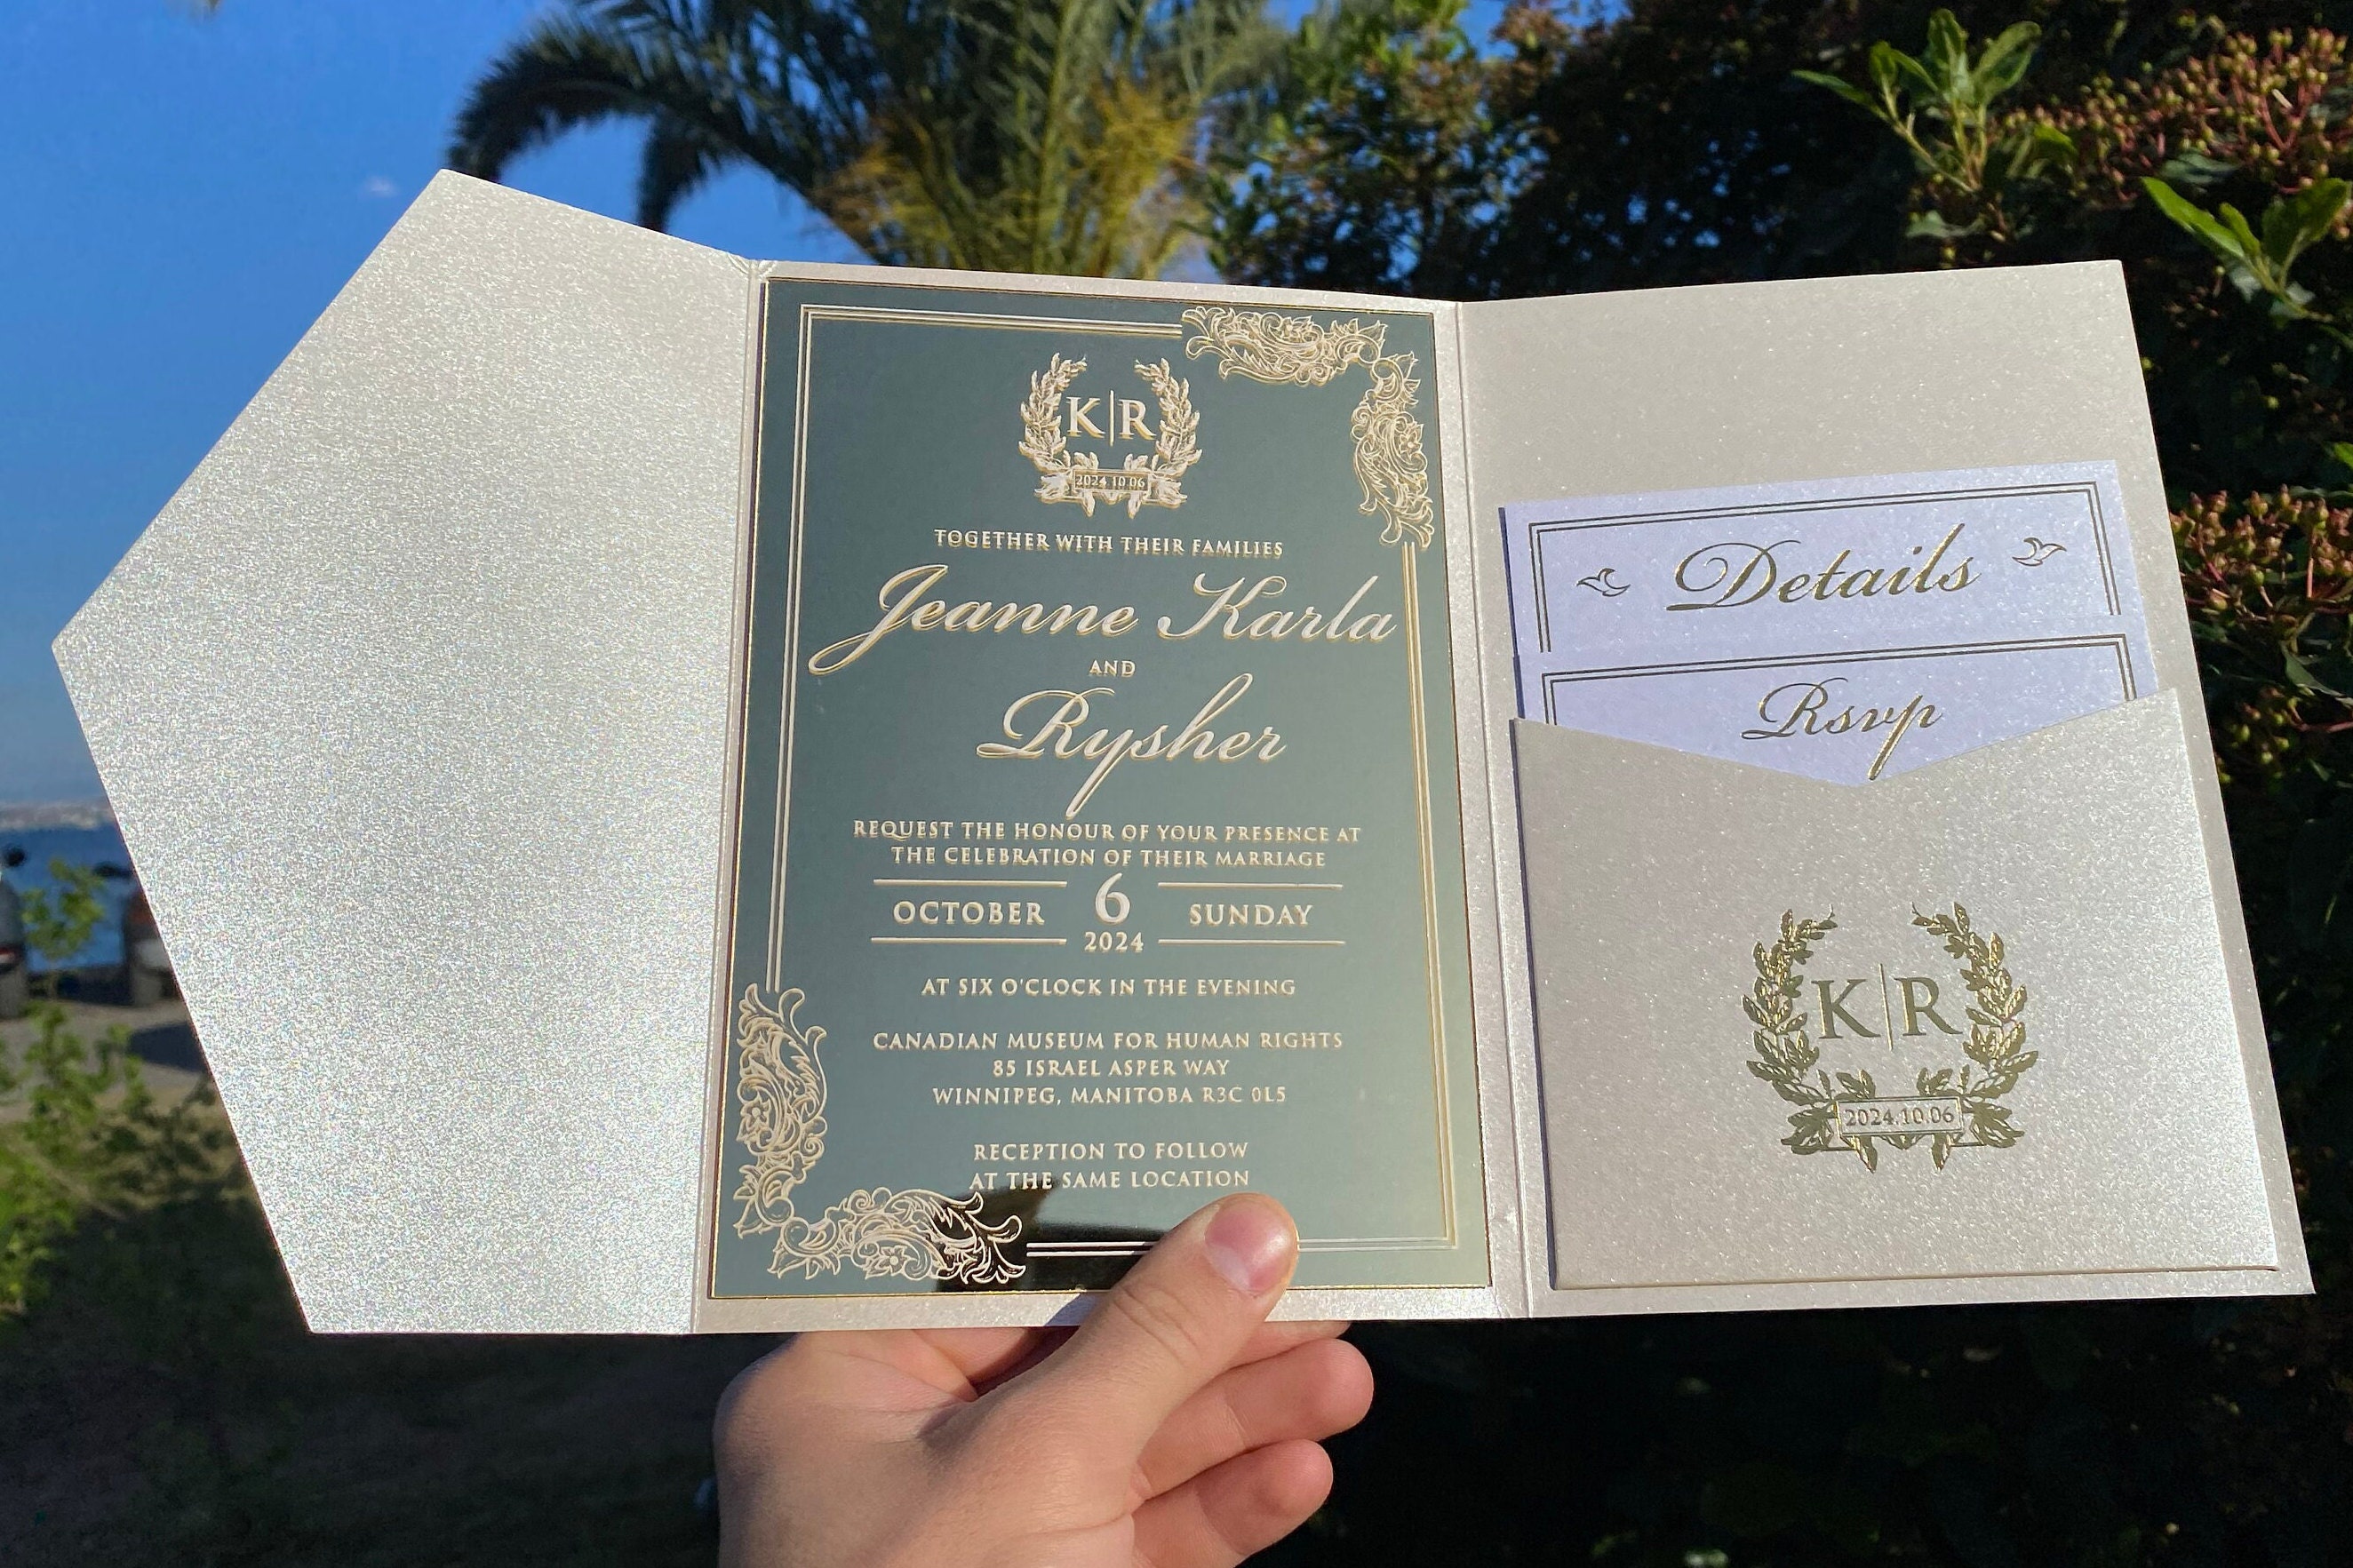 K|R
2024.10.06
TOGETHER WITH THEIR FAMILIES
Jeanne Karla
AND
Rysher
REQUEST THE HONOUR OF YOUR PRESENCE AT
THE CELEBRATION OF THEIR MARRIAGE
OCTOBER 6 SUNDAY
2024
AT SIX O'CLOCK IN THE EVENING
CANADIAN MUSEUM FOR HUMAN RIGHTS
85 ISRAEL ASPER WAY
WINNIPEG, MANITOBA R3C 0L5
RECEPTION TO FOLLOW
AT THE SAME LOCATION
Details
Rsvp
K|R
2024.10.06